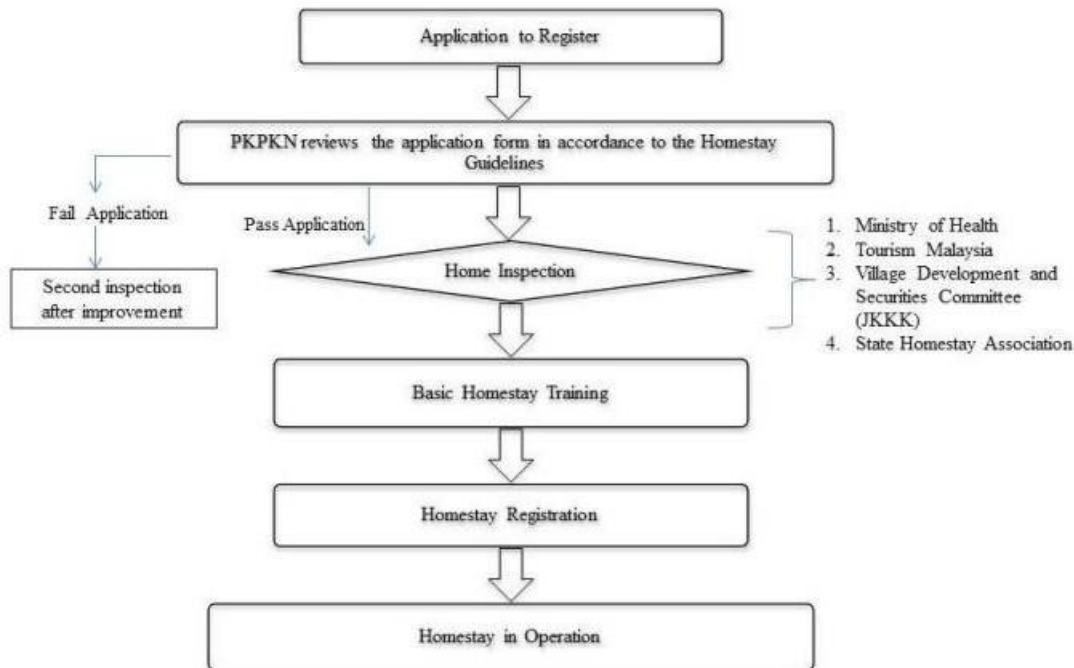 Application to Register
PKPKN reviews the application form in accordance to the Homestay
Guidelines
Fail Application
Pass Application
Second inspection
after improvement
Home Inspection
1. Ministry of Health
2. Tourism Malaysia
3. Village Development and
Securities Committee
(JKKK)
4. State Homestay Association
Basic Homestay Training
Homestay Registration
Homestay in Operation